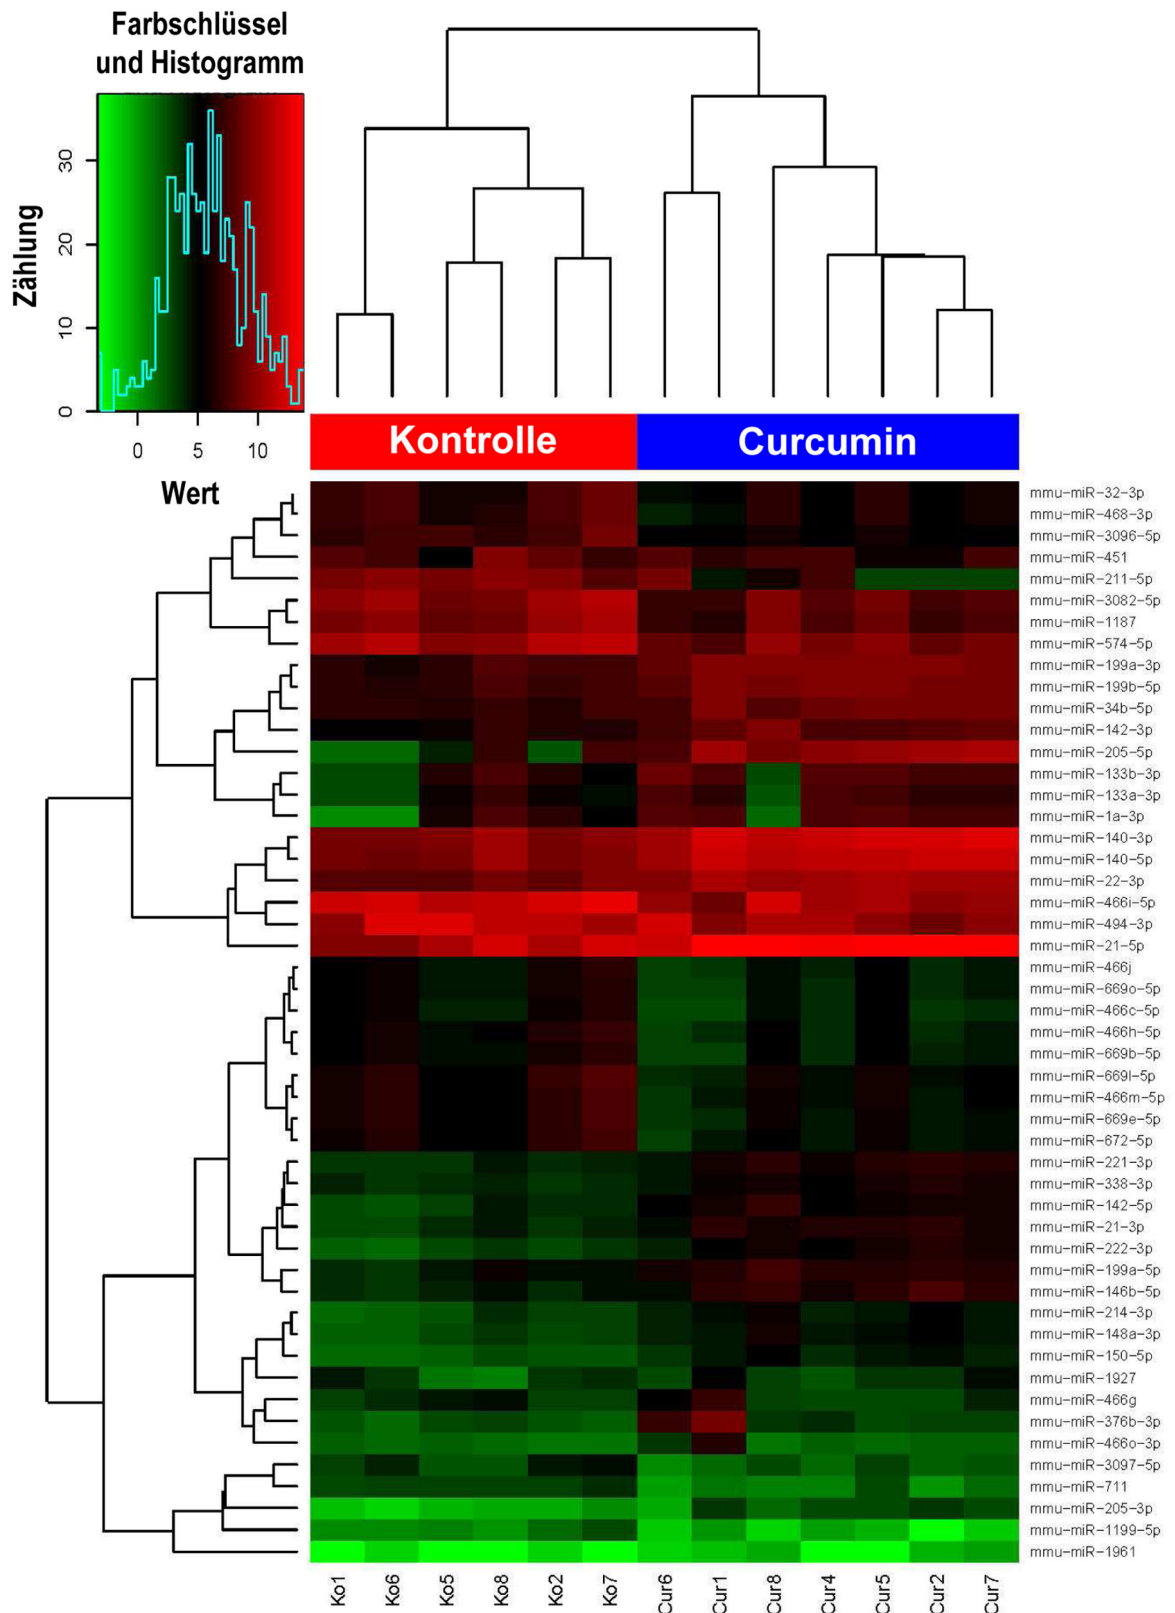 Farbschlüssel
und Histogramm
Zählung
30
20
10
0
0 5 10
Wert
Kontrolle Curcumin
mmu-miR-32-3p
mmu-miR-468-3p
mmu-miR-3096-5p
mmu-miR-451
mmu-miR-211-5p
mmu-miR-3082-5p
mmu-miR-1187
mmu-miR-574-5p
mmu-miR-199a-3p
mmu-miR-199b-5p
mmu-miR-34b-5p
mmu-miR-142-3p
mmu-miR-205-5p
mmu-miR-133b-3p
mmu-miR-133a-3p
mmu-miR-1a-3p
mmu-miR-140-3p
mmu-miR-140-5p
mmu-miR-22-3p
mmu-miR-466i-5p
mmu-miR-494-3p
mmu-miR-21-5p
mmu-miR-466j
mmu-miR-669o-5p
mmu-miR-466c-5p
mmu-miR-466h-5p
mmu-miR-669b-5p
mmu-miR-669l-5p
mmu-miR-466m-5p
mmu-miR-669e-5p
mmu-miR-672-5p
mmu-miR-221-3p
mmu-miR-338-3p
mmu-miR-142-5p
mmu-miR-21-3p
mmu-miR-222-3p
mmu-miR-199a-5p
mmu-miR-146b-5p
mmu-miR-214-3p
mmu-miR-148a-3p
mmu-miR-150-5p
mmu-miR-1927
mmu-miR-466g
mmu-miR-376b-3p
mmu-miR-466o-3p
mmu-miR-3097-5p
mmu-miR-711
mmu-miR-205-3p
mmu-miR-1199-5p
mmu-miR-1961
Ko1 Ko6 Ko5 Ko8 Ko2 Ko7 Cur6 Cur1 Cur8 Cur4 Cur5 Cur2 Cur7